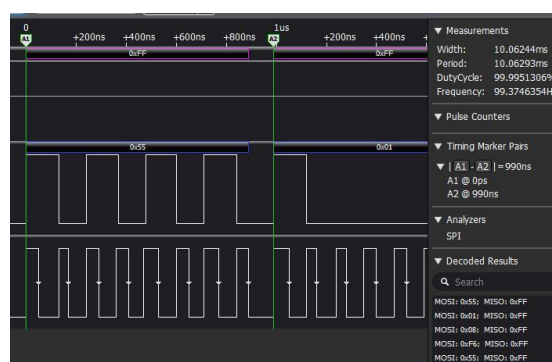 0
1us
A1
+200ns
+400ns
+600ns
+800ns
A2
+200ns
+400ns
0xFF
0xFF
0x55
0x01
▼ Measurements
Width: 10.06244ms
Period: 10.06293ms
DutyCycle: 99.9951306%
Frequency: 99.3746354H
▼ Pulse Counters
▼ Timing Marker Pairs
▼ | A1 - A2 | = 990ns
A1 @ 0ps
A2 @ 990ns
▼ Analyzers
SPI
▼ Decoded Results
Search
MOSI: 0x55; MISO: 0xFF
MOSI: 0x01; MISO: 0xFF
MOSI: 0x08; MISO: 0xFF
MOSI: 0xF6; MISO: 0xFF
MOSI: 0x55; MISO: 0xFF